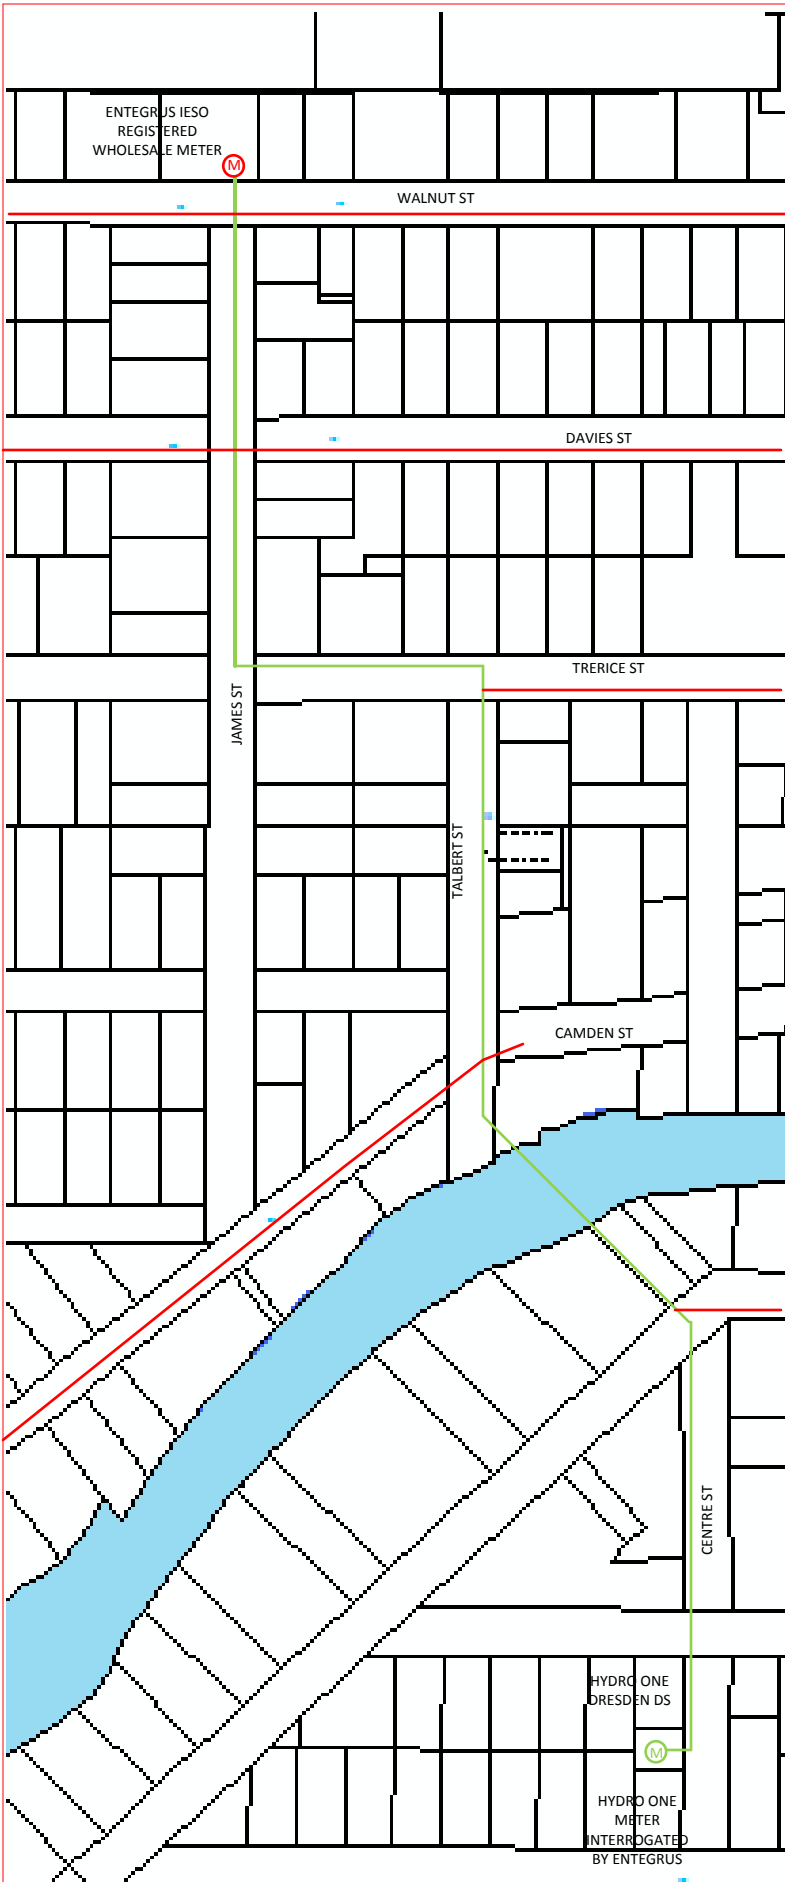 ENTEGRUS IESO
REGISTERED
WHOLESALE METER
M
WALNUT ST
DAVIES ST
TRERICE ST
JAMES ST
TALBERT ST
CAMDEN ST
CENTRE ST
HYDRO ONE
DRESDEN DS
M
HYDRO ONE
METER
INTERROGATED
BY ENTEGRUS